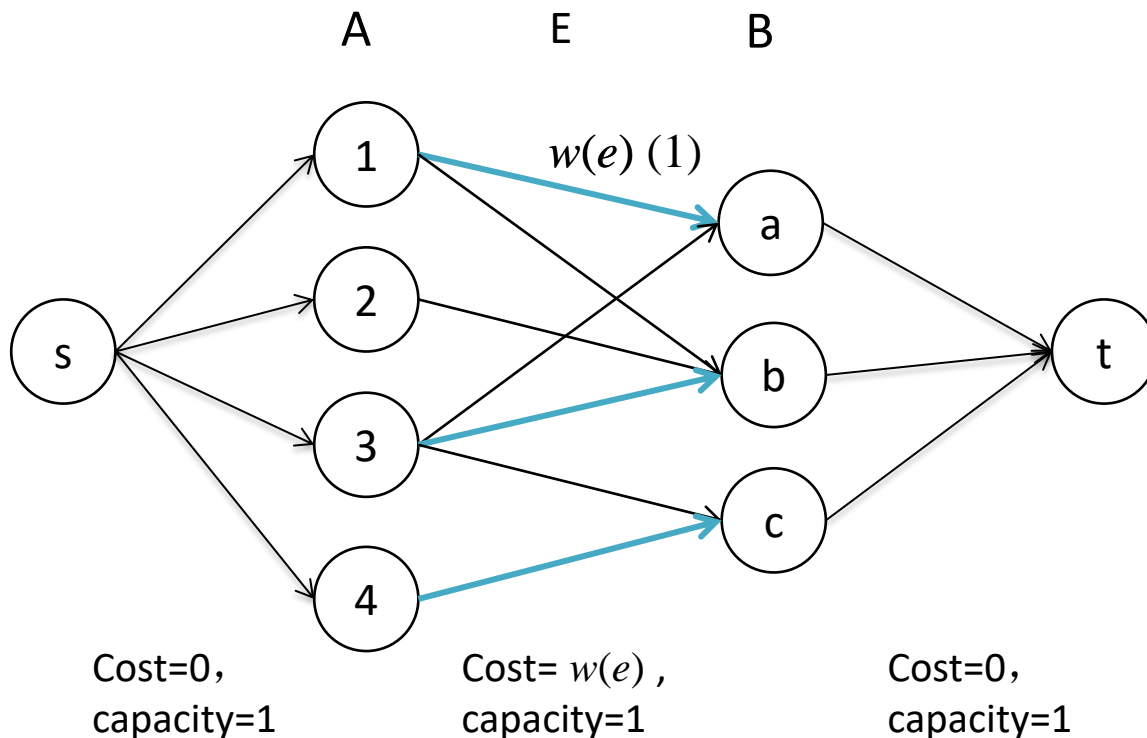 A E B
w(e) (1)
1
a
2
s
t
b
3
c
4
Cost=0，
capacity=1
Cost= w(e) ,
capacity=1
Cost=0，
capacity=1